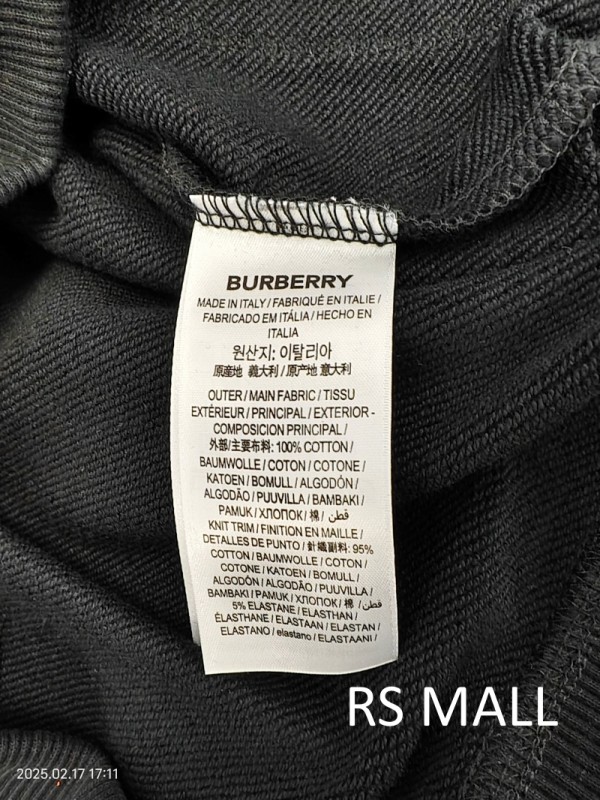 BURBERRY
MADE IN ITALY / FABRIQUÉ EN ITALIE /
FABRICADO EM ITÁLIA / HECHO EN
ITALIA
원산지: 이탈리아
原産地 義大利 / 原产地 意大利
OUTER / MAIN FABRIC / TISSU
EXTÉRIEUR / PRINCIPAL / EXTERIOR -
COMPOSICION PRINCIPAL /
外部/主要布料: 100% COTTON /
BAUMWOLLE / COTON / COTONE /
KATOEN / BOMULL / ALGODÓN /
ALGODÃO / PUUVILLA / BAMBAKI /
PAMUK / ХЛОПОК / 棉 / قطن /
KNIT TRIM / FINITION EN MAILLE /
DETALLES DE PUNTO / 針織副料: 95%
COTTON / BAUMWOLLE / COTON /
COTONE / KATOEN / BOMULL /
ALGODÓN / ALGODÃO / PUUVILLA /
BAMBAKI / PAMUK / ХЛОПОК / 棉 / قطن /
5% ELASTANE / ELASTHAN /
ÉLASTHANE / ELASTAAN / ELASTAN /
ELASTANO / elastano / ELASTAANI /
RS MALL
2025.02.17 17:11